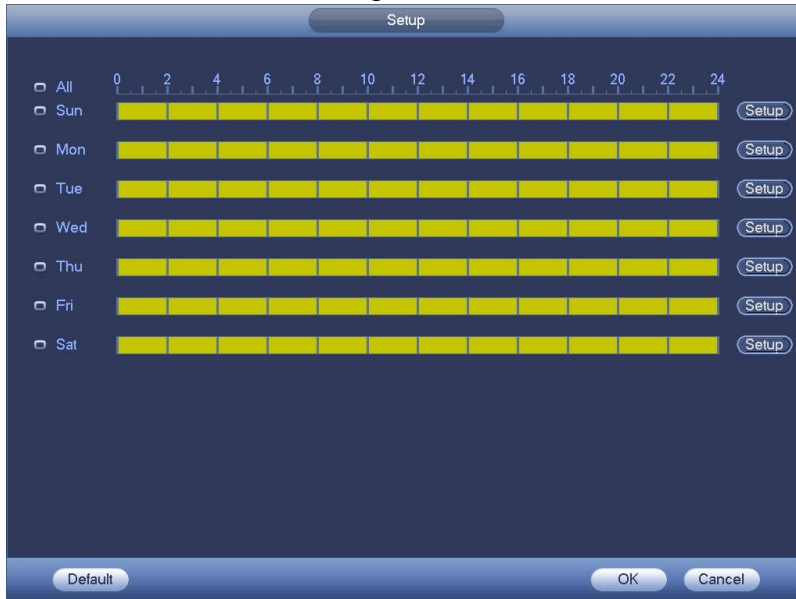 Setup
All 0 2 4 6 8 10 12 14 16 18 20 22 24
Sun Setup
Mon Setup
Tue Setup
Wed Setup
Thu Setup
Fri Setup
Sat Setup
Default OK Cancel